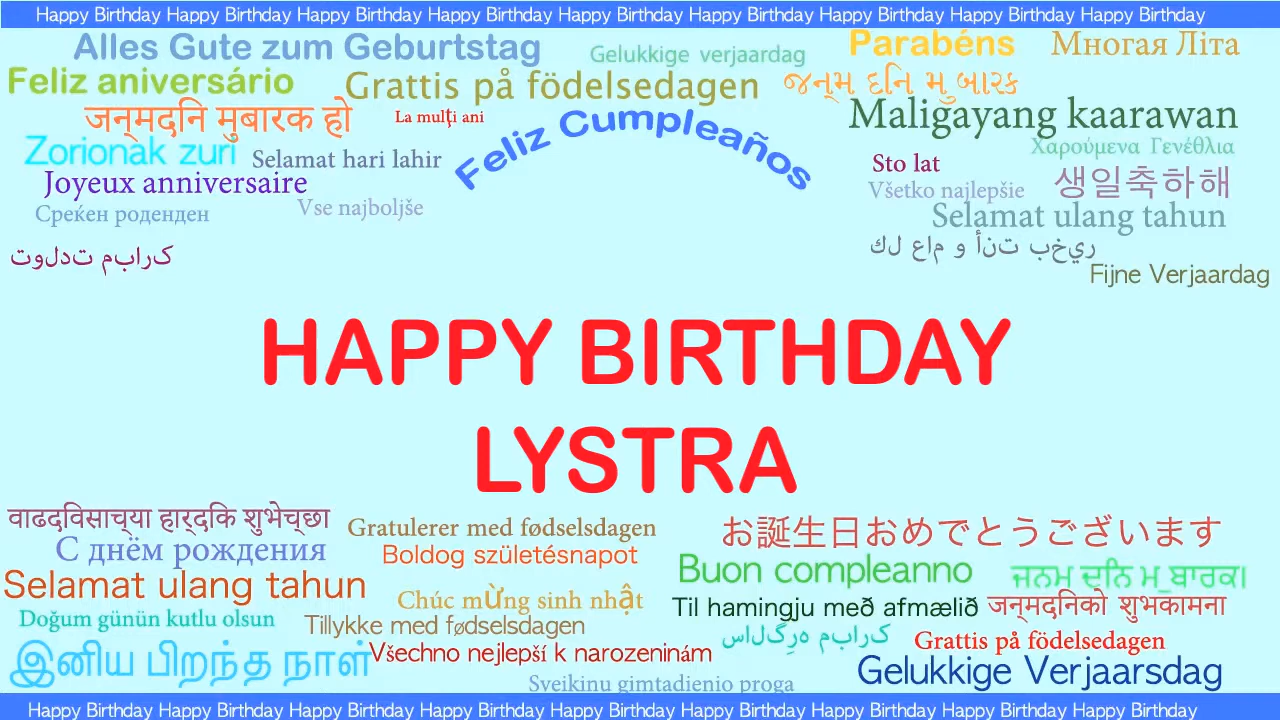 Happy Birthday Happy Birthday Happy Birthday Happy Birthday Happy Birthday Happy Birthday Happy Birthday Happy Birthday Happy Birthday
Alles Gute zum Geburtstag
Gelukkige verjaardag
Parabéns
Многая Літа
Feliz aniversário
Grattis på födelsedagen
જન્મ દનિ મુબારક
जन्मदनि मुबारक हो
La mulţi ani
Feliz Cumpleaños
Maligayang kaarawan
Zorionak zuri
Selamat hari lahir
Sto lat
Χαρούμενα Γενέθλια
Joyeux anniversaire
Všetko najlepšie
생일축하해
Среќен роденден
Vse najboljše
Selamat ulang tahun
تولدت مبارک
كل عام و أنت بخير
Fijne Verjaardag
HAPPY BIRTHDAY
LYSTRA
वाढदविसाच्या हार्दकि शुभेच्छा
Gratulerer med fødselsdagen
お誕生日おめでとうございます
С днём рождения
Boldog születésnapot
Buon compleanno
ਜਨਮ ਦਨਿ ਮੁਬਾਰਕ।
Selamat ulang tahun
Chúc mừng sinh nhật
Til hamingju með afmælið
जन्मदनिको शुभकामना
Doğum günün kutlu olsun
Tillykke med fødselsdagen
سالگرہ مبارک
Grattis på födelsedagen
இனிய பிறந்த நாள்
Všechno nejlepší k narozeninám
Gelukkige Verjaarsdag
Sveikinu gimtadienio proga
Happy Birthday Happy Birthday Happy Birthday Happy Birthday Happy Birthday Happy Birthday Happy Birthday Happy Birthday Happy Birthday